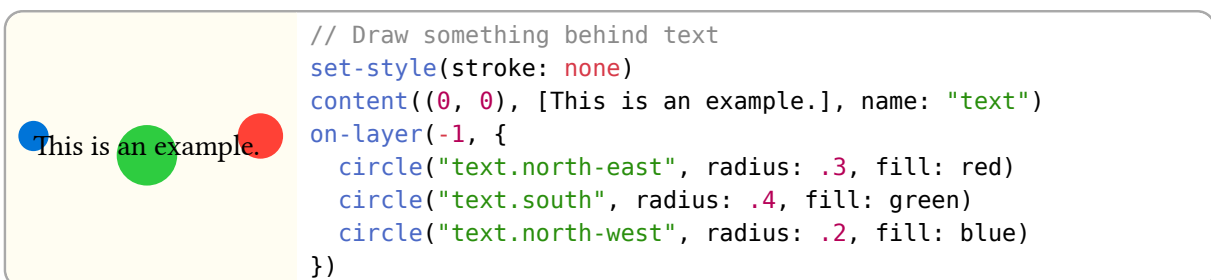 This is an example.
// Draw something behind text
set-style(stroke: none)
content((0, 0), [This is an example.], name: "text")
on-layer(-1, {
  circle("text.north-east", radius: .3, fill: red)
  circle("text.south", radius: .4, fill: green)
  circle("text.north-west", radius: .2, fill: blue)
})